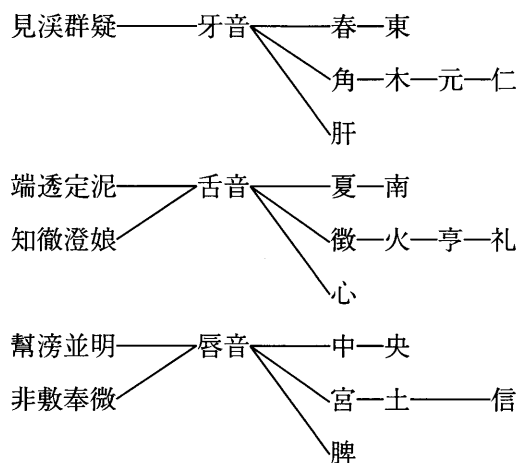 見渓群疑 牙音 春 東
角 木 元 仁
肝
端透定泥 舌音 夏 南
知徹澄娘 徴 火 亨 礼
心
幫滂並明 唇音 中 央
非敷奉微 宮 土 信
脾